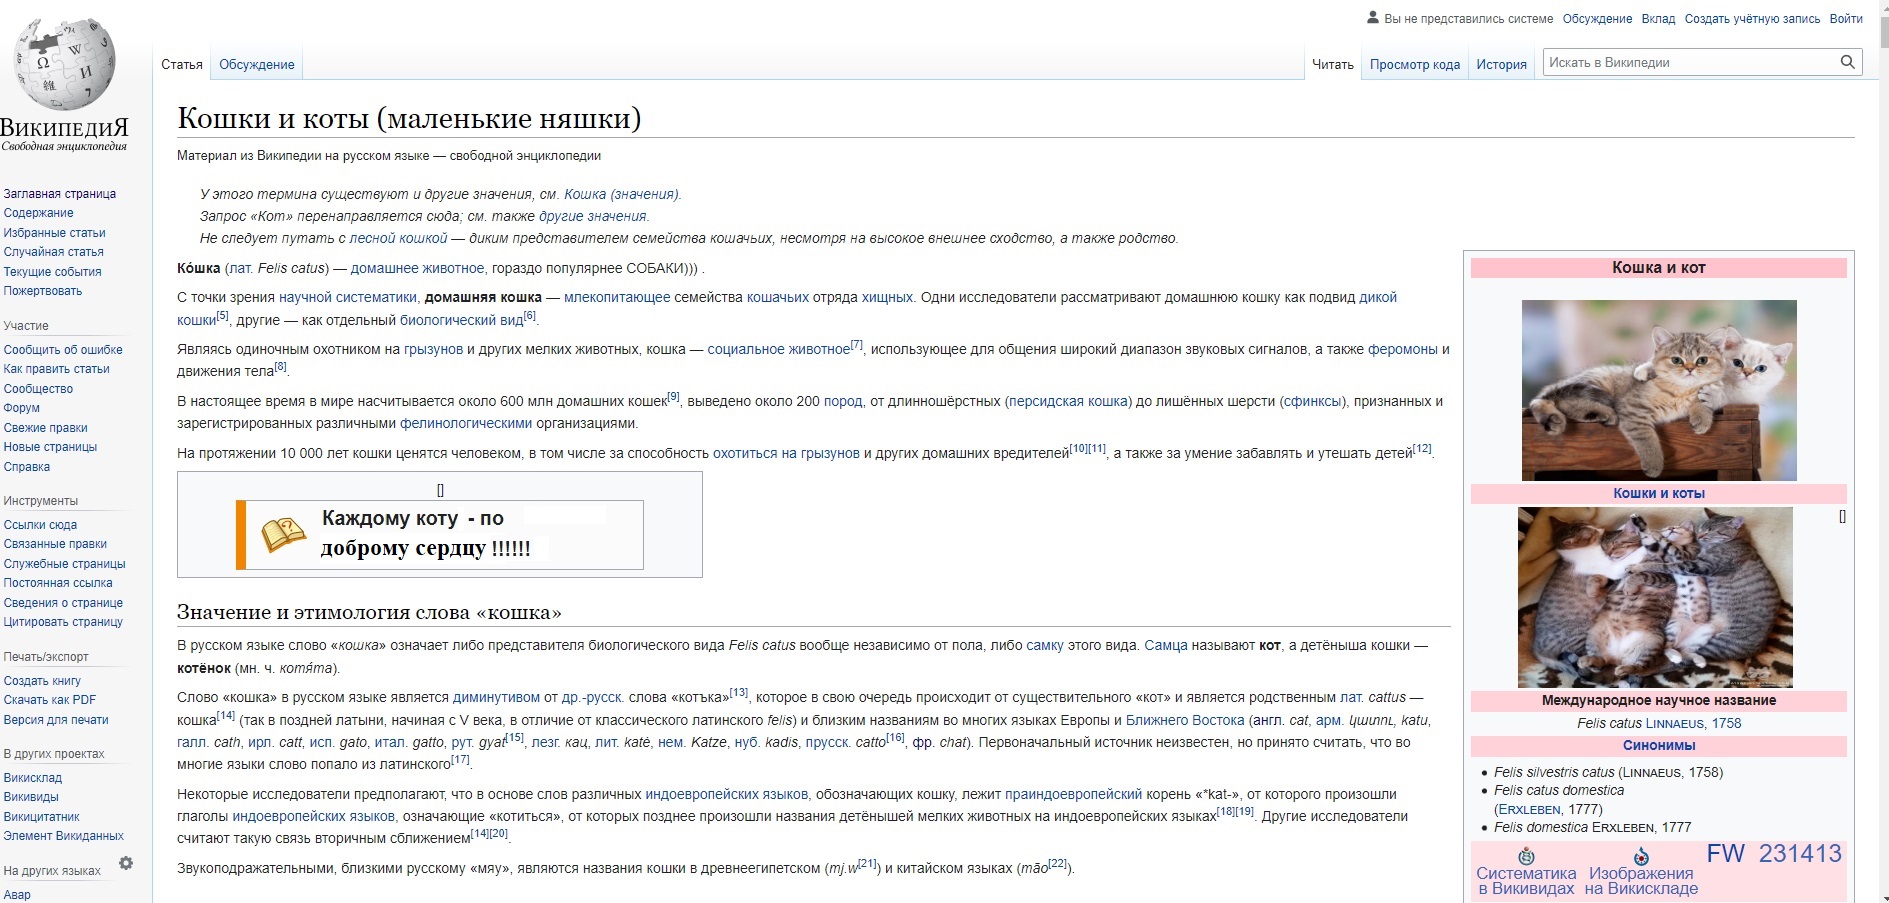 Вы не представились системе Обсуждение Вклад Создать учётную запись Войти
Статья Обсуждение Читать Просмотр кода История Искать в Википедии
ВИКИПЕДИЯ
Свободная энциклопедия
Заглавная страница
Содержание
Избранные статьи
Случайная статья
Текущие события
Пожертвовать
Участие
Сообщить об ошибке
Как править статьи
Сообщество
Форум
Свежие правки
Новые страницы
Справка
Инструменты
Ссылки сюда
Связанные правки
Служебные страницы
Постоянная ссылка
Сведения о странице
Цитировать страницу
Печать/экспорт
Создать книгу
Скачать как PDF
Версия для печати
В других проектах
Викисклад
Викивиды
Викицитатник
Элемент Викиданных
На других языках
Авар
Кошки и коты (маленькие няшки)
Материал из Википедии на русском языке — свободной энциклопедии
У этого термина существуют и другие значения, см. Кошка (значения).
Запрос «Кот» перенаправляется сюда; см. также другие значения.
Не следует путать с лесной кошкой — диким представителем семейства кошачьих, несмотря на высокое внешнее сходство, а также родство.
Ко́шка (лат. Felis catus) — домашнее животное, гораздо популярнее СОБАКИ))) .
С точки зрения научной систематики, домашняя кошка — млекопитающее семейства кошачьих отряда хищных. Одни исследователи рассматривают домашнюю кошку как подвид дикой
кошки[5], другие — как отдельный биологический вид[6].
Являясь одиночным охотником на грызунов и других мелких животных, кошка — социальное животное[7], использующее для общения широкий диапазон звуковых сигналов, а также феромоны и
движения тела[8].
В настоящее время в мире насчитывается около 600 млн домашних кошек[9], выведено около 200 пород, от длинношёрстных (персидская кошка) до лишённых шерсти (сфинксы), признанных и
зарегистрированных различными фелинологическими организациями.
На протяжении 10 000 лет кошки ценятся человеком, в том числе за способность охотиться на грызунов и других домашних вредителей[10][11], а также за умение забавлять и утешать детей[12].
[]
Каждому коту - по
доброму сердцу !!!!!!
Значение и этимология слова «кошка»
В русском языке слово «кошка» означает либо представителя биологического вида Felis catus вообще независимо от пола, либо самку этого вида. Самца называют кот, а детёныша кошки —
котёнок (мн. ч. котя́та).
Слово «кошка» в русском языке является диминутивом от др.-русск. слова «котъка»[13], которое в свою очередь происходит от существительного «кот» и является родственным лат. cattus —
кошка[14] (так в поздней латыни, начиная с V века, в отличие от классического латинского felis) и близким названиям во многих языках Европы и Ближнего Востока (англ. cat, арм. կատու, katu,
галл. cath, ирл. catt, исп. gato, итал. gatto, рут. gyat[15], лезг. кац, лит. katė, нем. Katze, нуб. kadis, прусск. catto[16], фр. chat). Первоначальный источник неизвестен, но принято считать, что во
многие языки слово попало из латинского[17].
Некоторые исследователи предполагают, что в основе слов различных индоевропейских языков, обозначающих кошку, лежит праиндоевропейский корень «*kat-», от которого произошли
глаголы индоевропейских языков, означающие «котиться», от которых позднее произошли названия детёнышей мелких животных на индоевропейских языках[18][19]. Другие исследователи
считают такую связь вторичным сближением[14][20].
Звукоподражательными, близкими русскому «мяу», являются названия кошки в древнеегипетском (mj.w[21]) и китайском языках (māo[22]).
Кошка и кот
Кошки и коты
[]
Международное научное название
Felis catus LINNAEUS, 1758
Синонимы
Felis silvestris catus (LINNAEUS, 1758)
Felis catus domestica
(ERXLEBEN, 1777)
Felis domestica ERXLEBEN, 1777
Систематика
в Викивидах
Изображения
на Викискладе
FW 231413